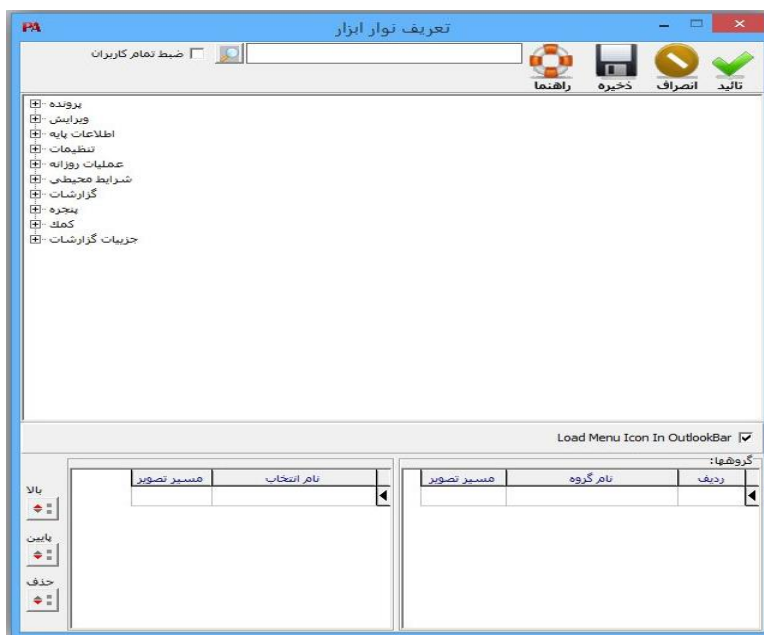 PA
تعریف نوار ابزار
تائید
انصراف
ذخیره
راهنما
ضبط تمام کاربران
پرونده
ویرایش
اطلاعات پایه
تنظیمات
عملیات روزانه
شرایط محیطی
گزارشات
پنجره
کمك
جزییات گزارشات
Load Menu Icon In OutlookBar
گروهها:
ردیف نام گروه مسیر تصویر
نام انتخاب مسیر تصویر
بالا
پایین
حذف